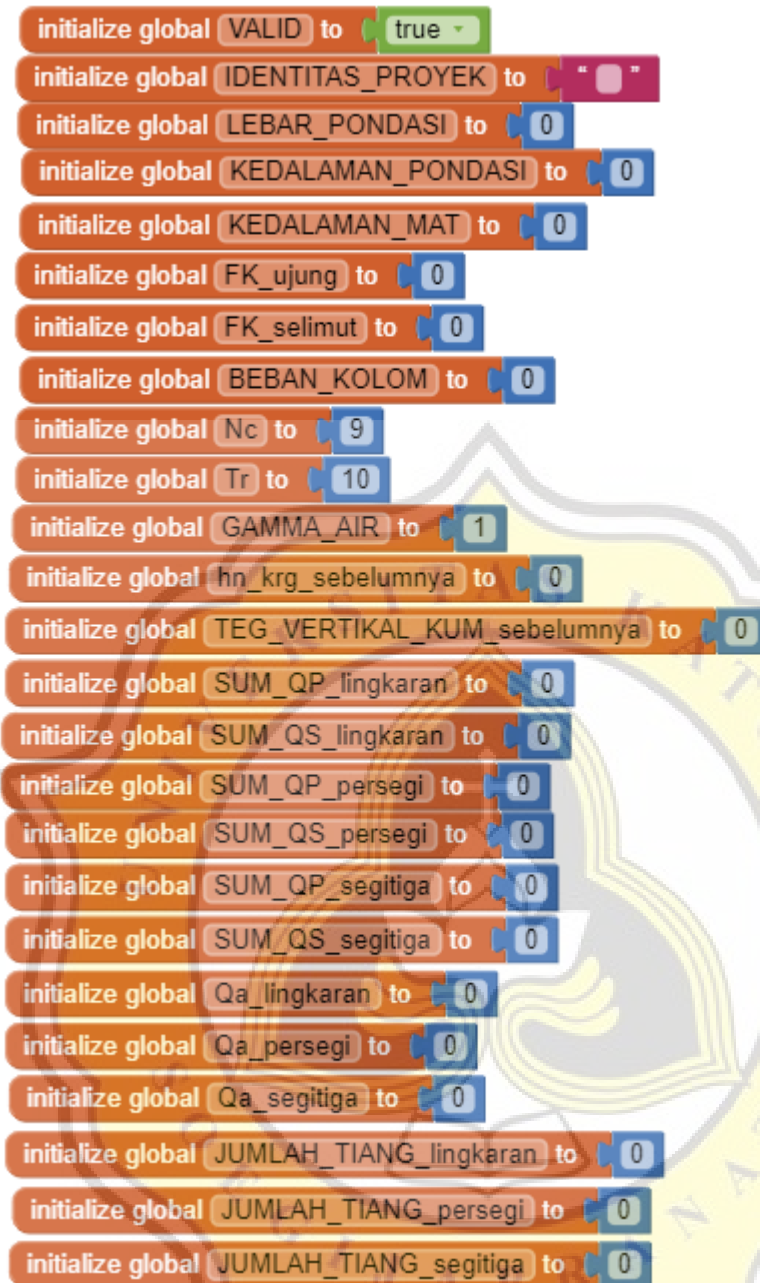 initialize global VALID to true
initialize global IDENTITAS_PROYEK to “ ”
initialize global LEBAR_PONDASI to 0
initialize global KEDALAMAN_PONDASI to 0
initialize global KEDALAMAN_MAT to 0
initialize global FK_ujung to 0
initialize global FK_selimut to 0
initialize global BEBAN_KOLOM to 0
initialize global Nc to 9
initialize global Tr to 10
initialize global GAMMA_AIR to 1
initialize global hn_krg_sebelumnya to 0
initialize global TEG_VERTIKAL_KUM_sebelumnya to 0
initialize global SUM_QP_lingkaran to 0
initialize global SUM_QS_lingkaran to 0
initialize global SUM_QP_persegi to 0
initialize global SUM_QS_persegi to 0
initialize global SUM_QP_segitiga to 0
initialize global SUM_QS_segitiga to 0
initialize global Qa_lingkaran to 0
initialize global Qa_persegi to 0
initialize global Qa_segitiga to 0
initialize global JUMLAH_TIANG_lingkaran to 0
initialize global JUMLAH_TIANG_persegi to 0
initialize global JUMLAH_TIANG_segitiga to 0